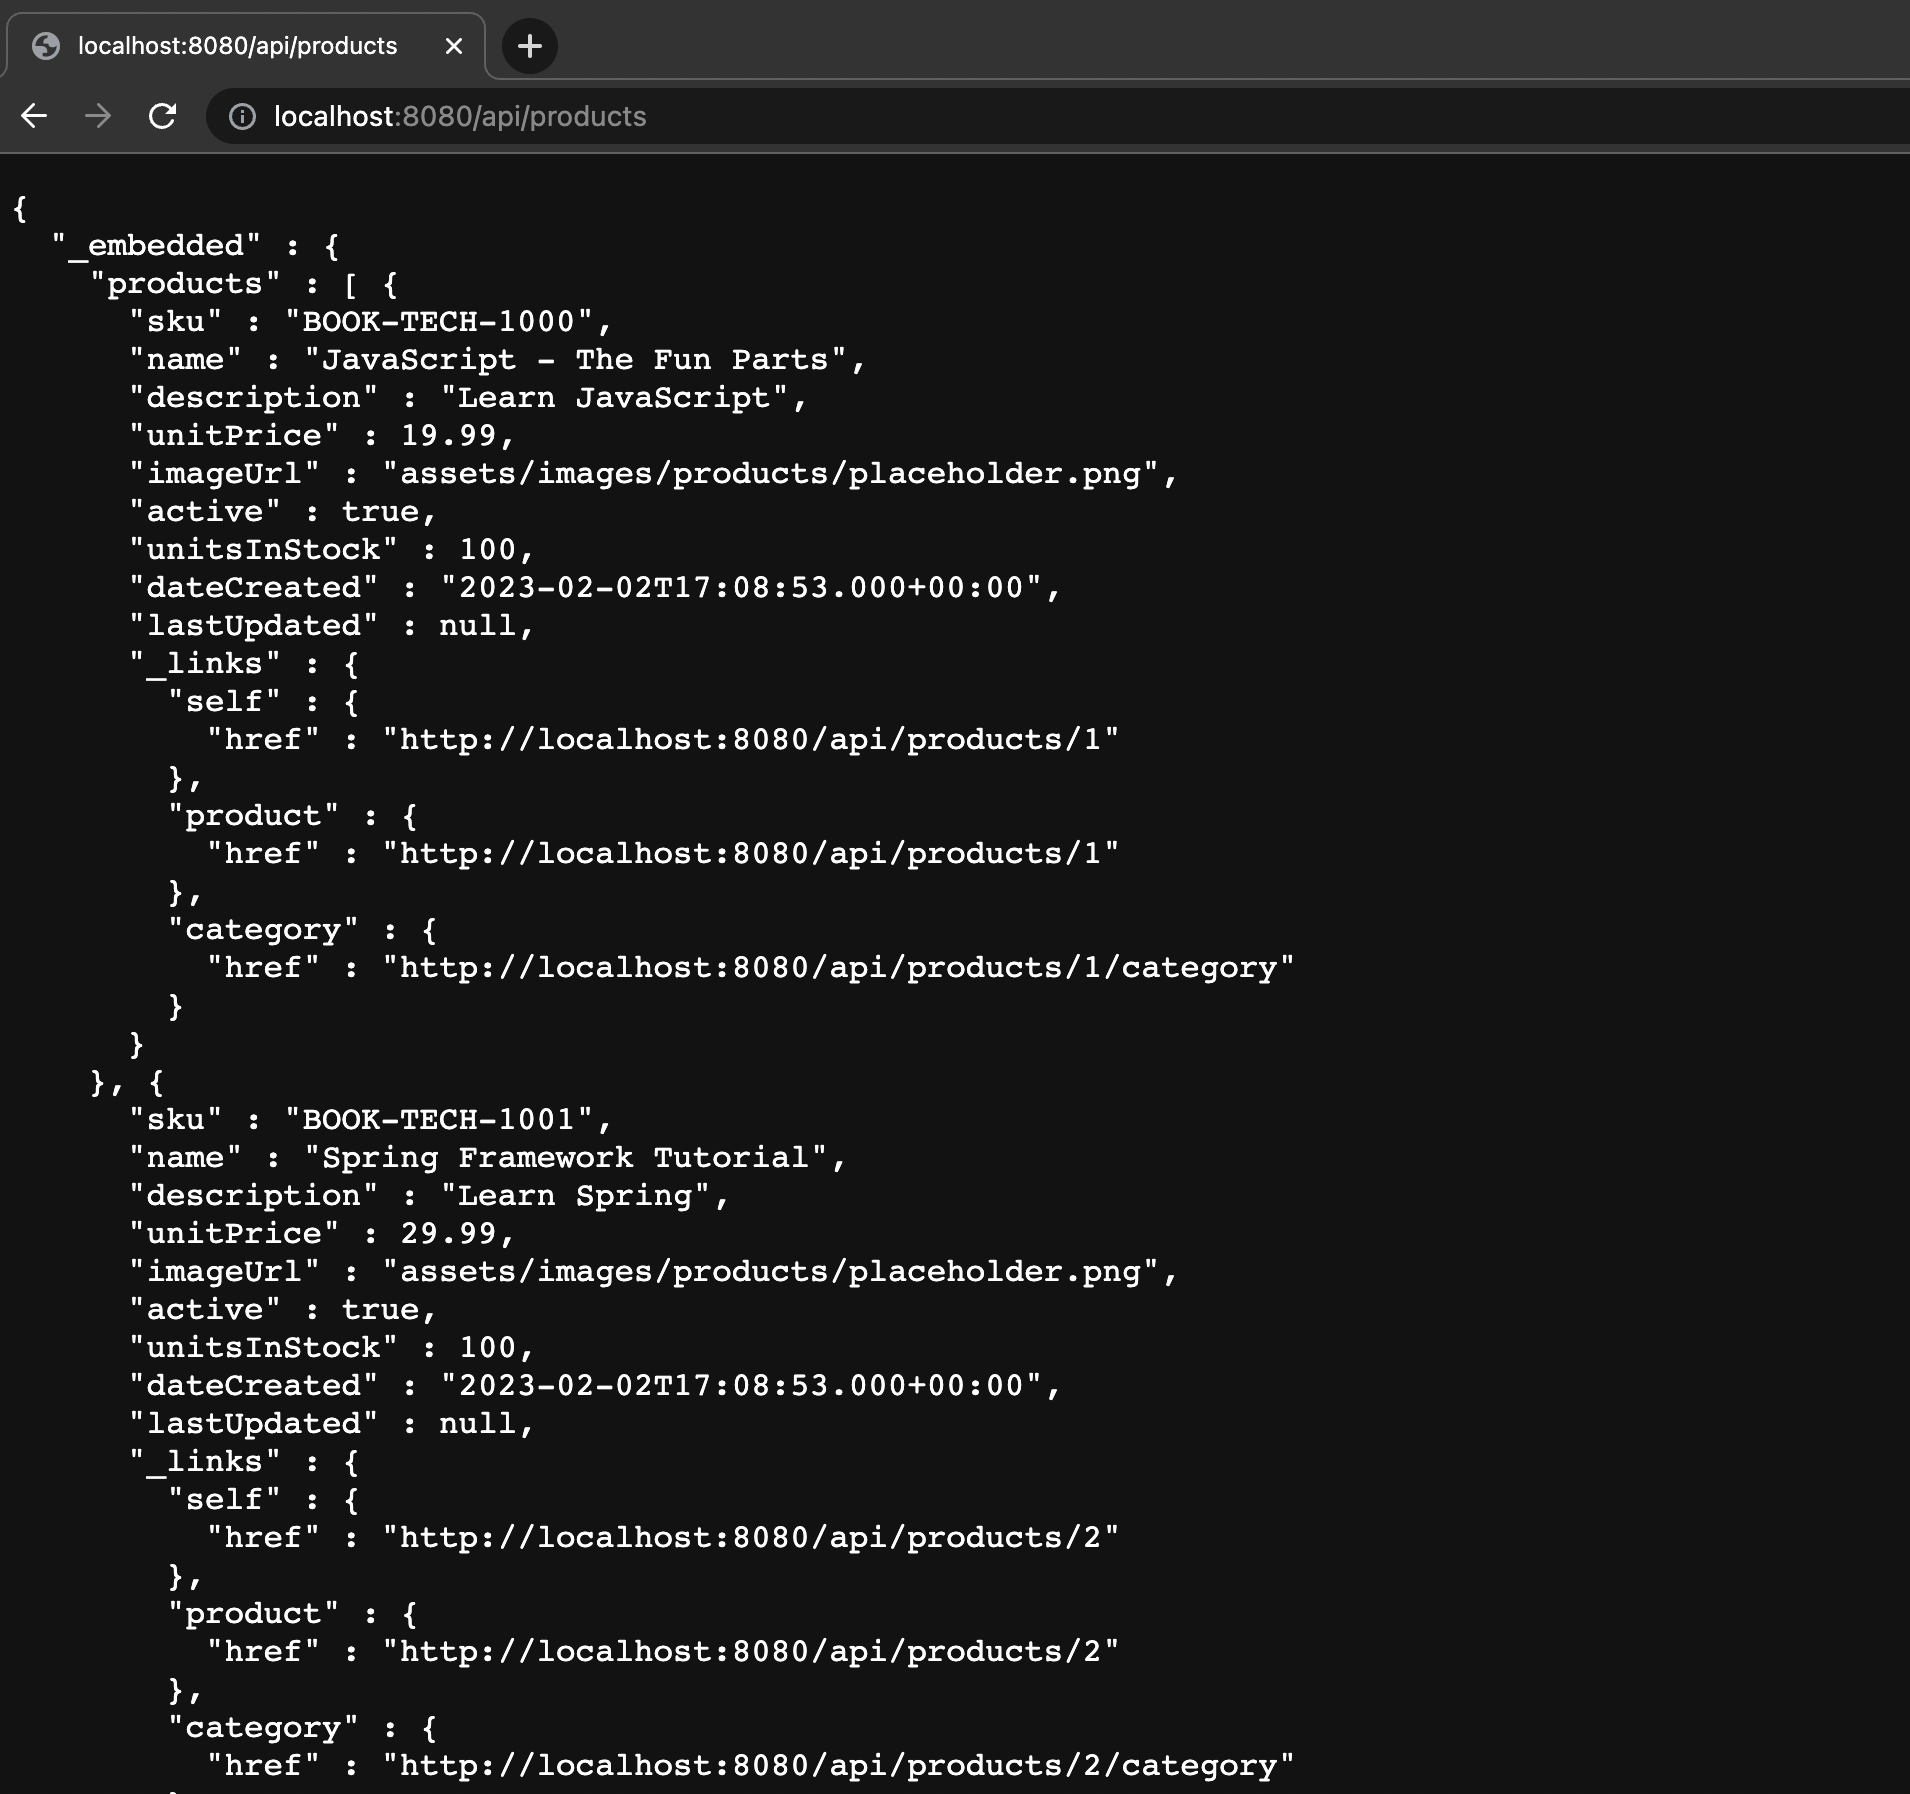 localhost:8080/api/products
localhost:8080/api/products
{
  "_embedded" : {
    "products" : [ {
      "sku" : "BOOK-TECH-1000",
      "name" : "JavaScript - The Fun Parts",
      "description" : "Learn JavaScript",
      "unitPrice" : 19.99,
      "imageUrl" : "assets/images/products/placeholder.png",
      "active" : true,
      "unitsInStock" : 100,
      "dateCreated" : "2023-02-02T17:08:53.000+00:00",
      "lastUpdated" : null,
      "_links" : {
        "self" : {
          "href" : "http://localhost:8080/api/products/1"
        },
        "product" : {
          "href" : "http://localhost:8080/api/products/1"
        },
        "category" : {
          "href" : "http://localhost:8080/api/products/1/category"
        }
      }
    }, {
      "sku" : "BOOK-TECH-1001",
      "name" : "Spring Framework Tutorial",
      "description" : "Learn Spring",
      "unitPrice" : 29.99,
      "imageUrl" : "assets/images/products/placeholder.png",
      "active" : true,
      "unitsInStock" : 100,
      "dateCreated" : "2023-02-02T17:08:53.000+00:00",
      "lastUpdated" : null,
      "_links" : {
        "self" : {
          "href" : "http://localhost:8080/api/products/2"
        },
        "product" : {
          "href" : "http://localhost:8080/api/products/2"
        },
        "category" : {
          "href" : "http://localhost:8080/api/products/2/category"